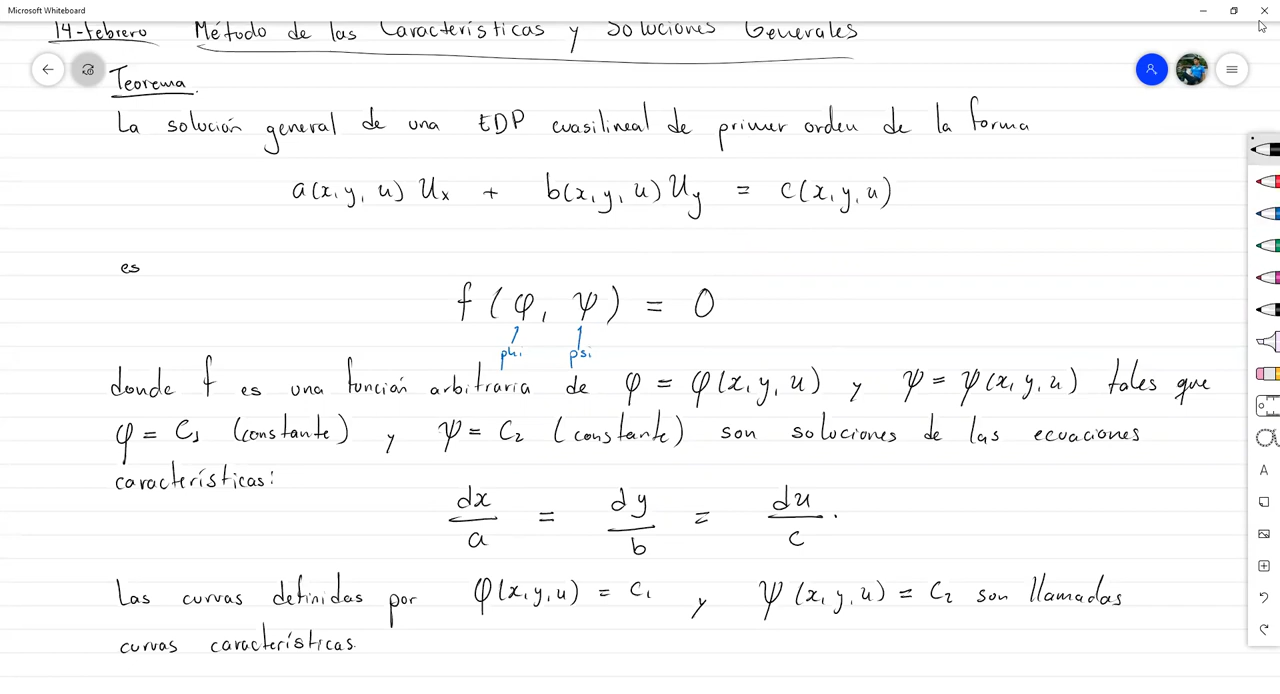 Microsoft Whiteboard
14-febrero Método de las Características y Soluciones Generales
Teorema.
La solución general de una EDP cuasilineal de primer orden de la forma
a(x, y, u) Ux + b(x, y, u) Uy = c(x, y, u)
es
f ( φ, ψ ) = 0
phi psi
donde f es una función arbitraria de φ = φ(x, y, u) y ψ = ψ(x, y, u) tales que
φ = C1 (constante) y ψ = C2 (constante) son soluciones de las ecuaciones
características:
dx/a = dy/b = du/c.
Las curvas definidas por φ(x, y, u) = C1 y ψ(x, y, u) = C2 son llamadas
curvas características.